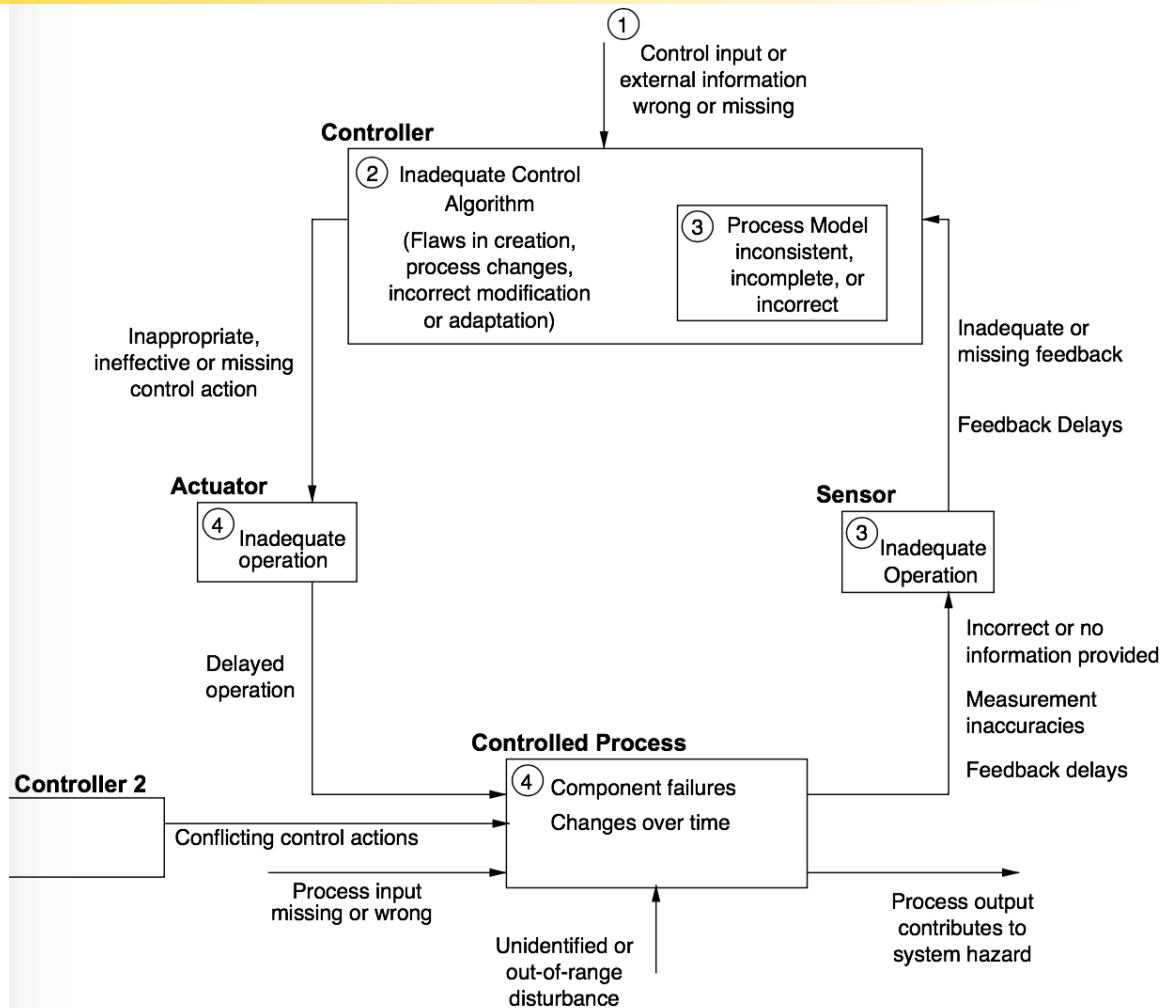 1
Control input or
external information
wrong or missing
Controller
2 Inadequate Control
Algorithm
(Flaws in creation,
process changes,
incorrect modification
or adaptation)
3 Process Model
inconsistent,
incomplete, or
incorrect
Inappropriate,
ineffective or missing
control action
Inadequate or
missing feedback
Feedback Delays
Actuator
4 Inadequate
operation
Sensor
3 Inadequate
Operation
Delayed
operation
Incorrect or no
information provided
Measurement
inaccuracies
Feedback delays
Controlled Process
4 Component failures
Changes over time
Controller 2
Conflicting control actions
Process input
missing or wrong
Unidentified or
out-of-range
disturbance
Process output
contributes to
system hazard